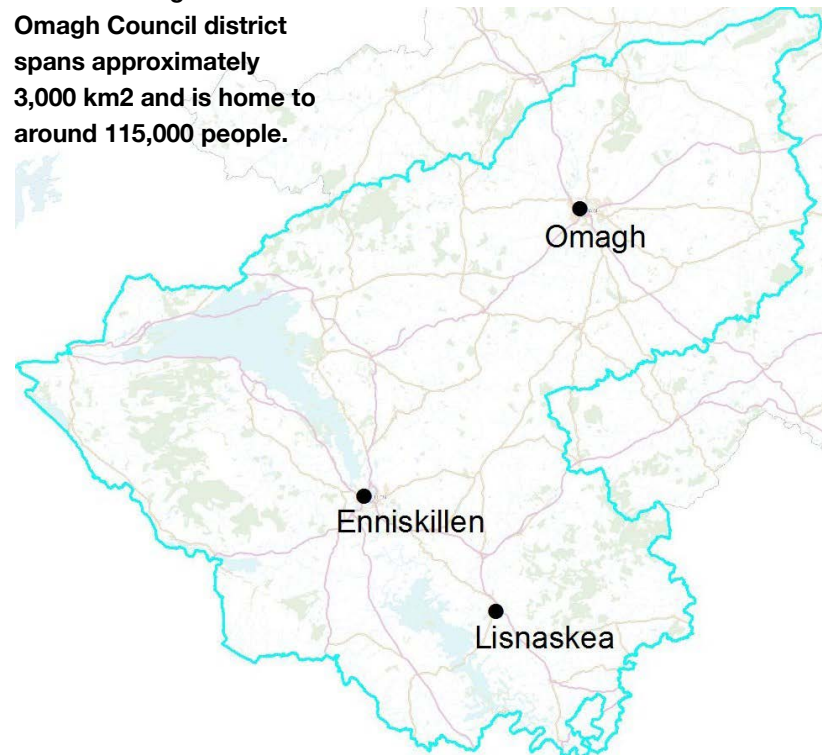 Omagh Council district
spans approximately
3,000 km2 and is home to
around 115,000 people.
Omagh
Enniskillen
Lisnaskea